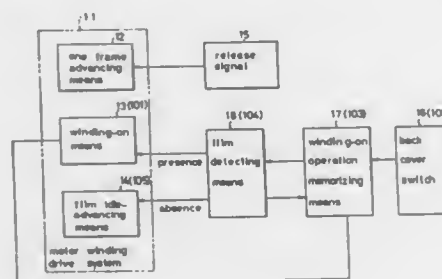 11
12
one frame
advancing
means
15
release
signal
13(101)
winding-on
means
presence
18(104)
film
detecting
means
17(103)
winding-on
operation
memorizing
means
16(10
back
cover
switch
14(105)
film idle-
advancing
means
absence
motor winding
drive system